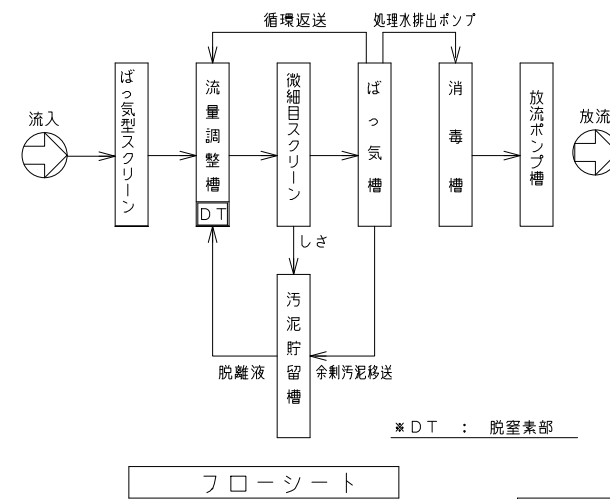 循環返送
処理水排出ポンプ
流入
ばっ気型スクリーン
流量調整槽
DT
微細目スクリーン
ばっ気槽
消毒槽
放流ポンプ槽
放流
しさ
汚泥貯留槽
脱離液
余剰汚泥移送
※DT : 脱窒素部
フローシート